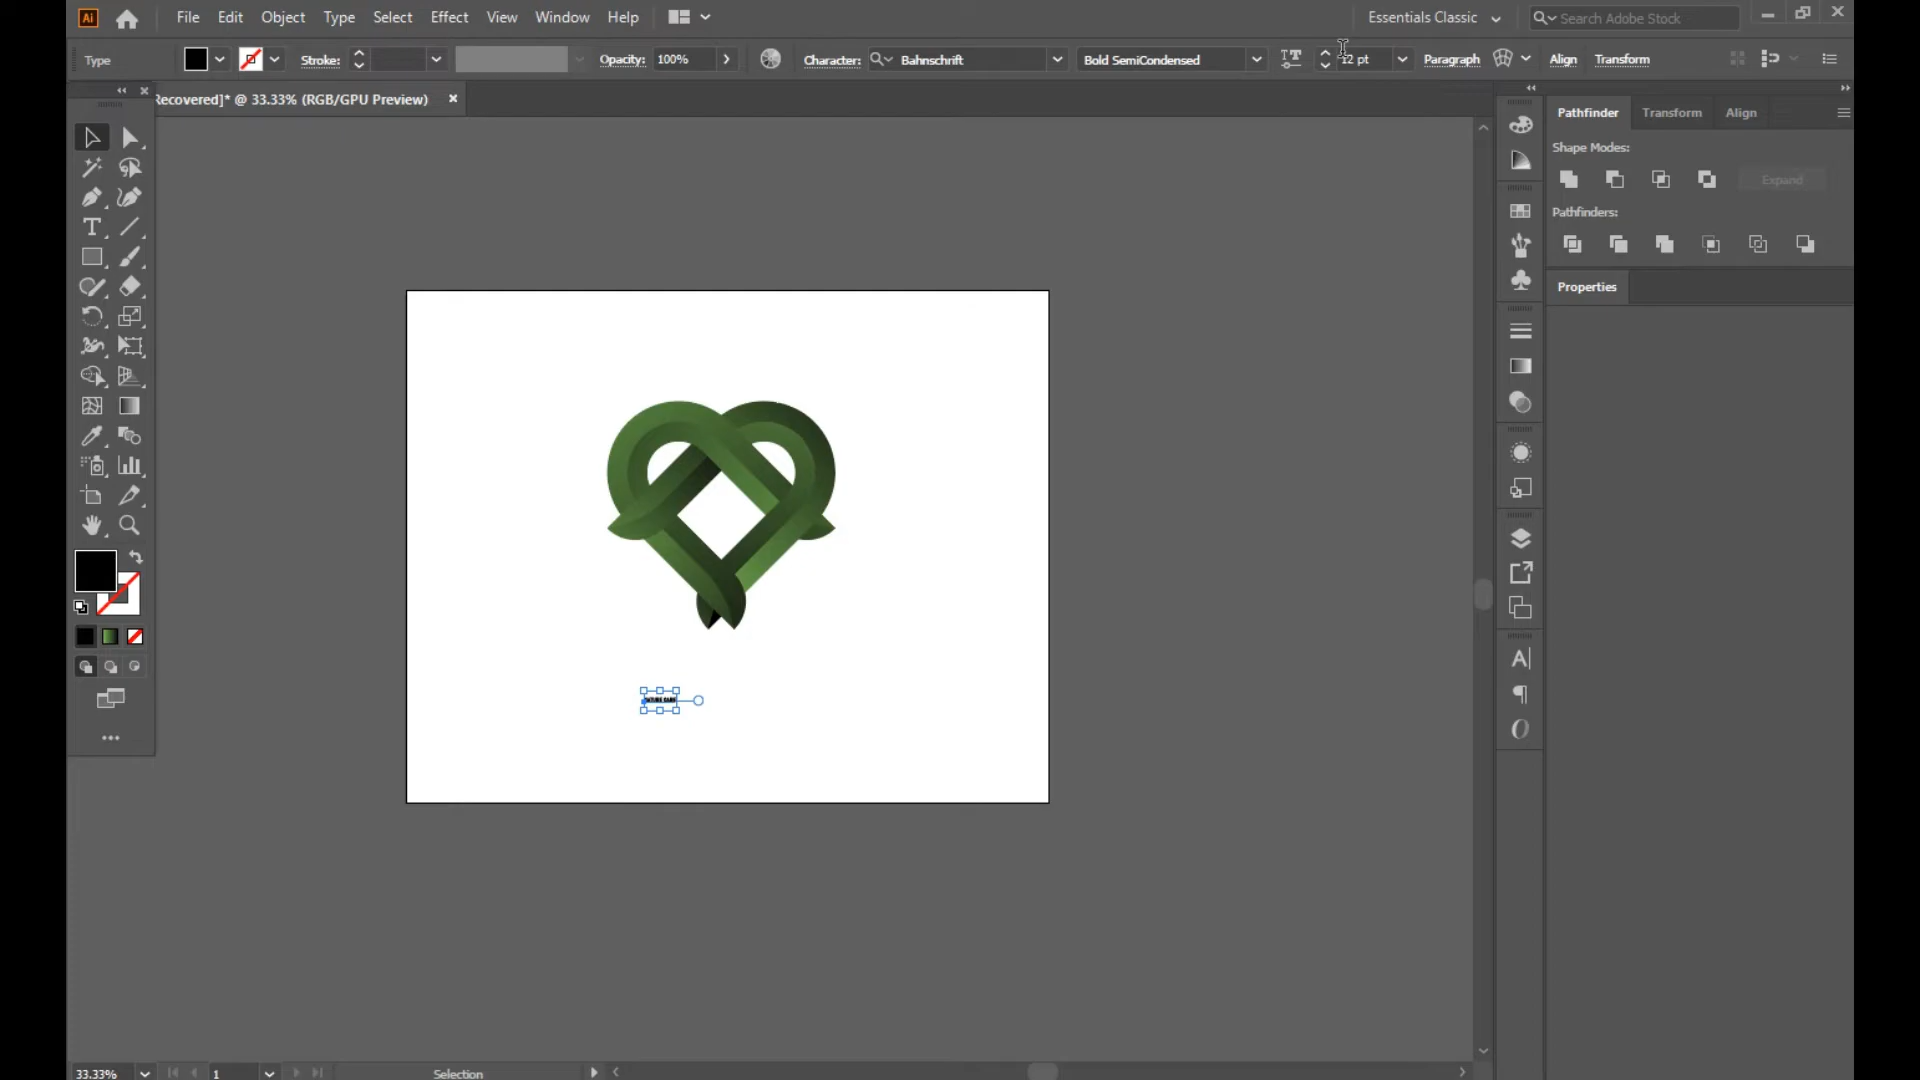 Ai File Edit Object Type Select Effect View Window Help Essentials Classic Search Adobe Stock
Type Stroke: Opacity: 100% Character: Bahnschrift Bold SemiCondensed 12 pt Paragraph Align Transform
Recovered]* @ 33.33% (RGB/GPU Preview)
Pathfinder Transform Align
Shape Modes:
Expand
Pathfinders:
Properties
33.33% 1 Selection